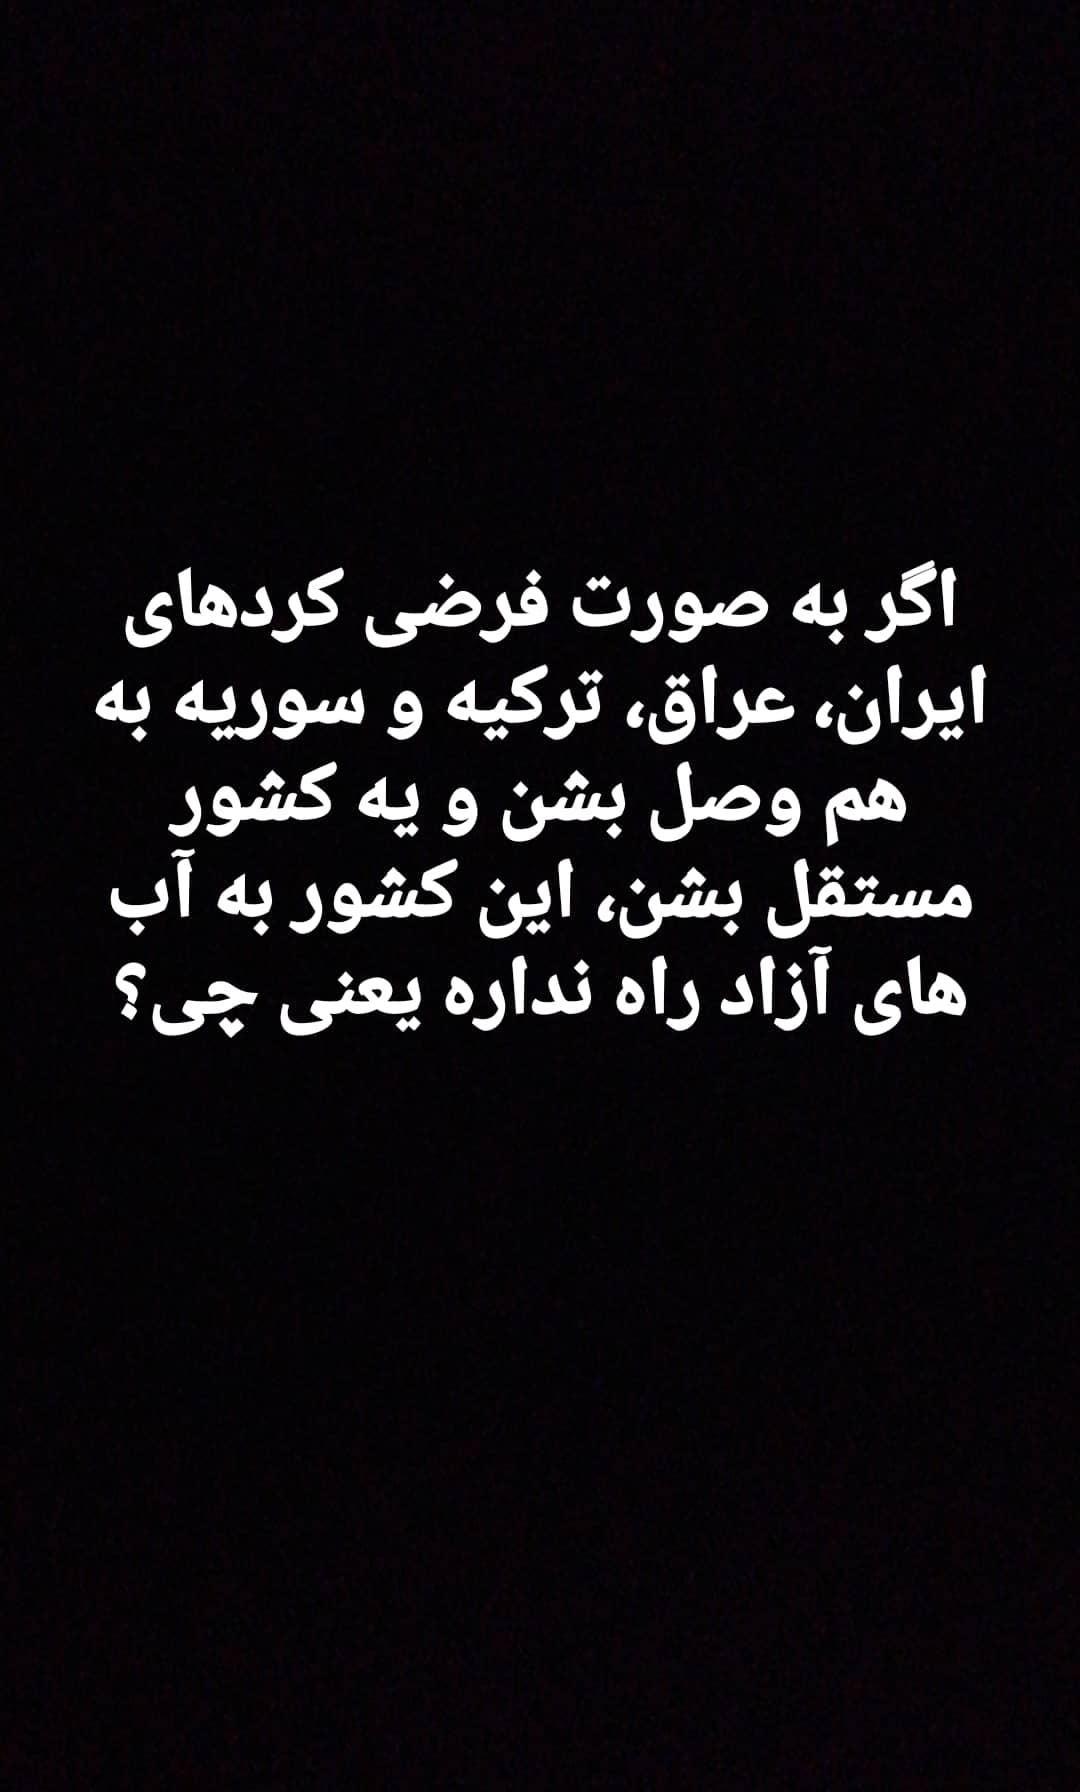 اگر به صورت فرضی کردهای
ایران، عراق، ترکیه و سوریه به
هم وصل بشن و یه کشور
مستقل بشن، این کشور به آب
های آزاد راه نداره یعنی چی؟